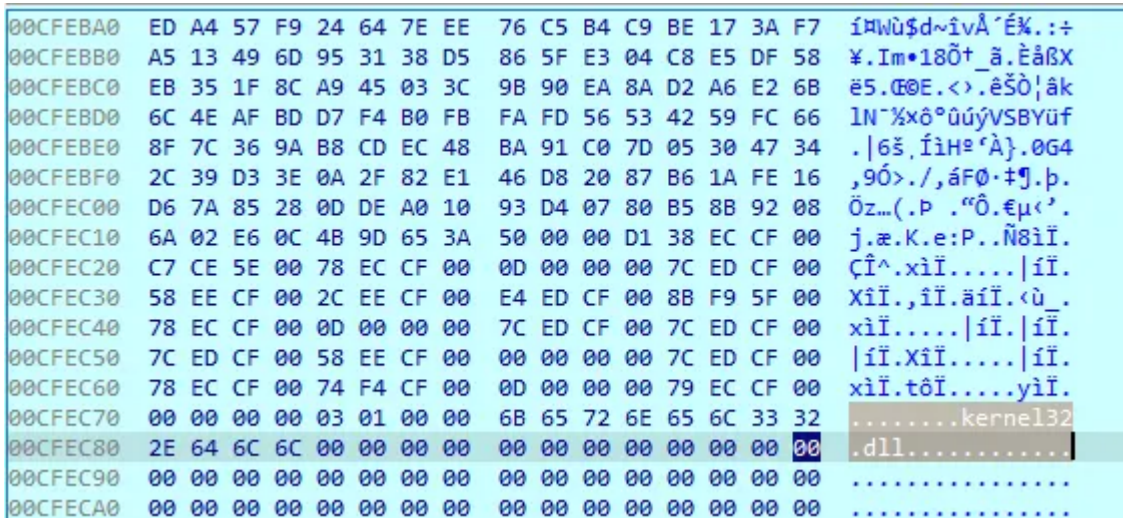 00CFEBA0 ED A4 57 F9 24 64 7E EE 76 C5 B4 C9 BE 17 3A F7 í¤Wù$d~îvÅ´É¾.:÷
00CFEBB0 A5 13 49 6D 95 31 38 D5 86 5F E3 04 C8 E5 DF 58 ¥.Im•18Õ†_ã.ÈåßX
00CFEBC0 EB 35 1F 8C A9 45 03 3C 9B 90 EA 8A D2 A6 E2 6B ë5.Œ©E.<›.êŠÒ¦âk
00CFEBD0 6C 4E AF BD D7 F4 B0 FB FA FD 56 53 42 59 FC 66 lN¯½×ô°ûúýVSBYüf
00CFEBE0 8F 7C 36 9A B8 CD EC 48 BA 91 C0 7D 05 30 47 34 .|6š¸ÍìHº‘À}.0G4
00CFEBF0 2C 39 D3 3E 0A 2F 82 E1 46 D8 20 87 B6 1A FE 16 ,9Ó>./‚áFØ ‡¶.þ.
00CFEC00 D6 7A 85 28 0D DE A0 10 93 D4 07 80 B5 8B 92 08 Öz…(.Þ .“Ô.€µ‹’.
00CFEC10 6A 02 E6 0C 4B 9D 65 3A 50 00 00 D1 38 EC CF 00 j.æ.K.e:P..Ñ8ìÏ.
00CFEC20 C7 CE 5E 00 78 EC CF 00 0D 00 00 00 7C ED CF 00 ÇÎ^.xìÏ.....|íÏ.
00CFEC30 58 EE CF 00 2C EE CF 00 E4 ED CF 00 8B F9 5F 00 XîÏ.,îÏ.äíÏ.‹ù_.
00CFEC40 78 EC CF 00 0D 00 00 00 7C ED CF 00 7C ED CF 00 xìÏ.....|íÏ.|íÏ.
00CFEC50 7C ED CF 00 58 EE CF 00 00 00 00 00 7C ED CF 00 |íÏ.XîÏ.....|íÏ.
00CFEC60 78 EC CF 00 74 F4 CF 00 0D 00 00 00 79 EC CF 00 xìÏ.tôÏ.....yìÏ.
00CFEC70 00 00 00 00 03 01 00 00 6B 65 72 6E 65 6C 33 32 ........kernel32
00CFEC80 2E 64 6C 6C 00 00 00 00 00 00 00 00 00 00 00 00 .dll............
00CFEC90 00 00 00 00 00 00 00 00 00 00 00 00 00 00 00 00 ................
00CFECA0 00 00 00 00 00 00 00 00 00 00 00 00 00 00 00 00 ................